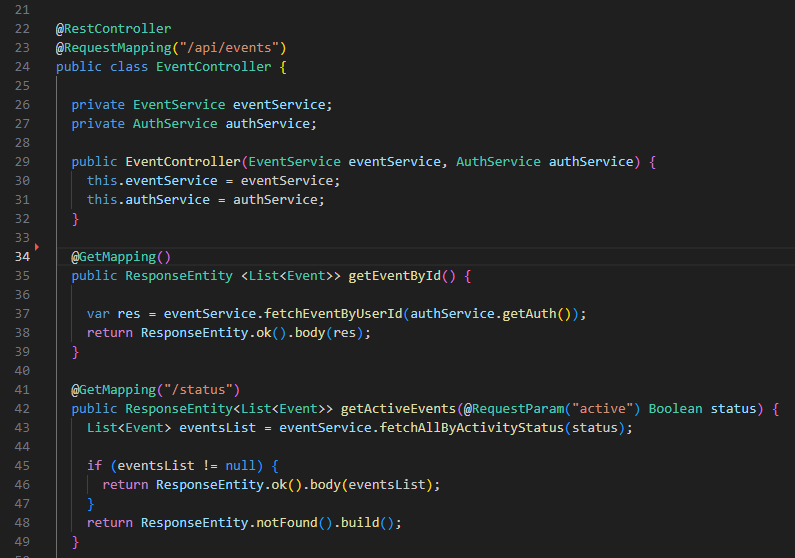 21
22 @RestController
23 @RequestMapping("/api/events")
24 public class EventController {
25
26   private EventService eventService;
27   private AuthService authService;
28
29   public EventController(EventService eventService, AuthService authService) {
30     this.eventService = eventService;
31     this.authService = authService;
32   }
33
34   @GetMapping()
35   public ResponseEntity <List<Event>> getEventById() {
36
37     var res = eventService.fetchEventByUserId(authService.getAuth());
38     return ResponseEntity.ok().body(res);
39   }
40
41   @GetMapping("/status")
42   public ResponseEntity<List<Event>> getActiveEvents(@RequestParam("active") Boolean status) {
43     List<Event> eventsList = eventService.fetchAllByActivityStatus(status);
44
45     if (eventsList != null) {
46       return ResponseEntity.ok().body(eventsList);
47     }
48     return ResponseEntity.notFound().build();
49   }